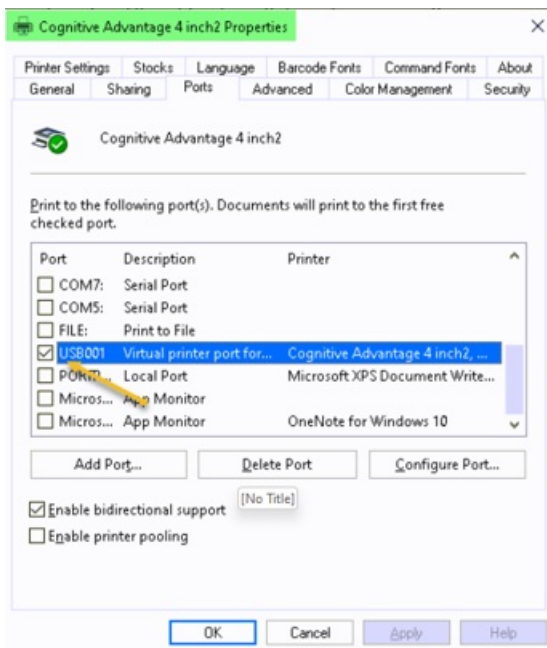 Cognitive Advantage 4 inch2 Properties
Printer Settings Stocks Language Barcode Fonts Command Fonts About
General Sharing Ports Advanced Color Management Security
Cognitive Advantage 4 inch2
Print to the following port(s). Documents will print to the first free
checked port.
Port Description Printer
COM7: Serial Port
COM5: Serial Port
FILE: Print to File
USB001 Virtual printer port for... Cognitive Advantage 4 inch2, ...
Local Port Microsoft XPS Document Write...
Micros... App Monitor
Micros... App Monitor OneNote for Windows 10
Add Port... Delete Port Configure Port...
[No Title]
Enable bidirectional support
Enable printer pooling
OK Cancel Apply Help